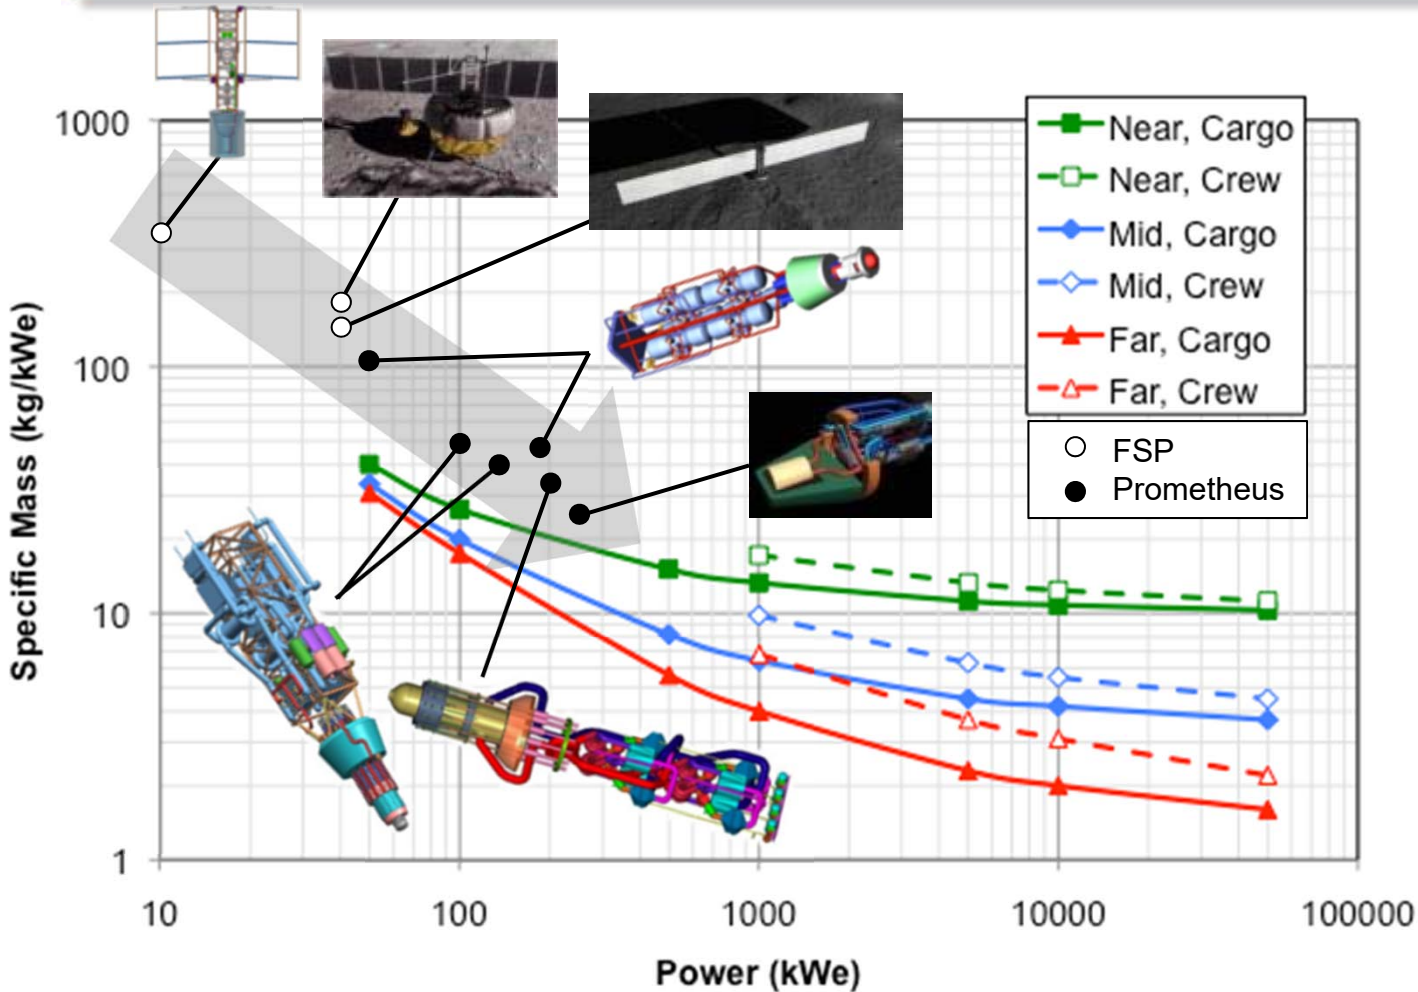 1000
100
10
1
Specific Mass (kg/kWe)
10
100
1000
10000
100000
Power (kWe)
Near, Cargo
Near, Crew
Mid, Cargo
Mid, Crew
Far, Cargo
Far, Crew
FSP
Prometheus